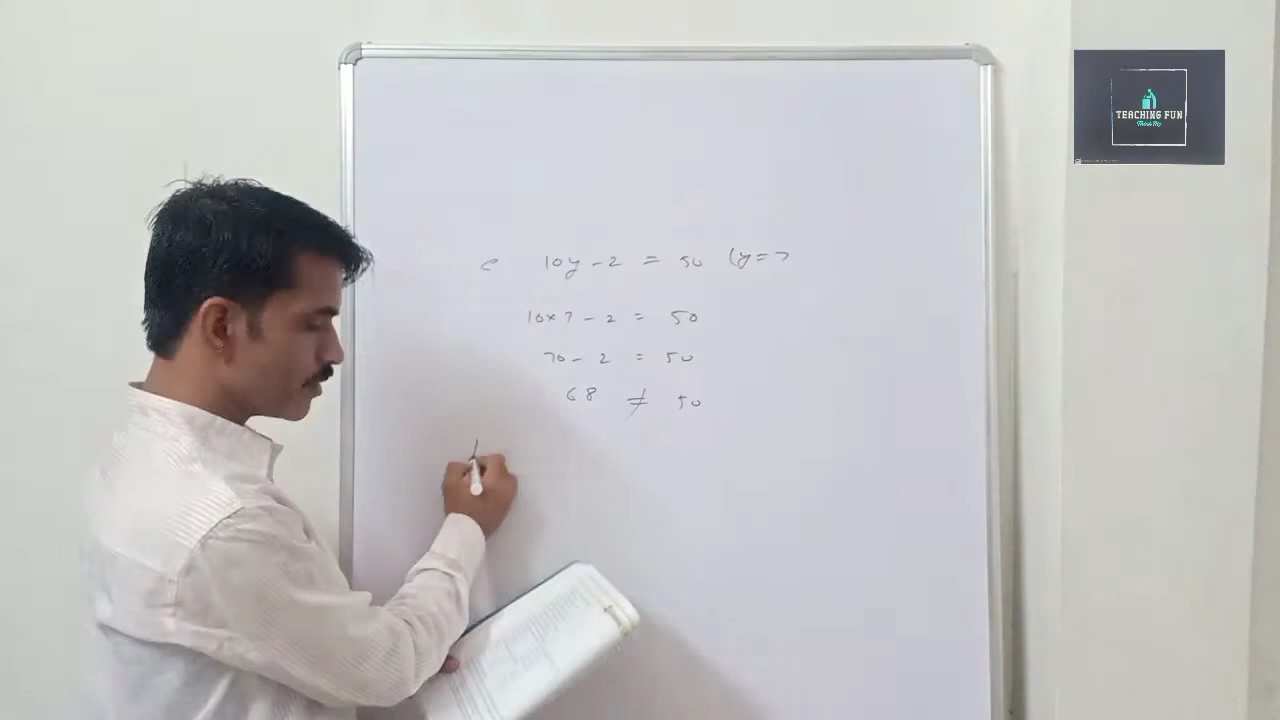 c 10y - 2 = 50 (y = 7
10 × 7 - 2 = 50
70 - 2 = 50
68 ≠ 50
TEACHING FUN